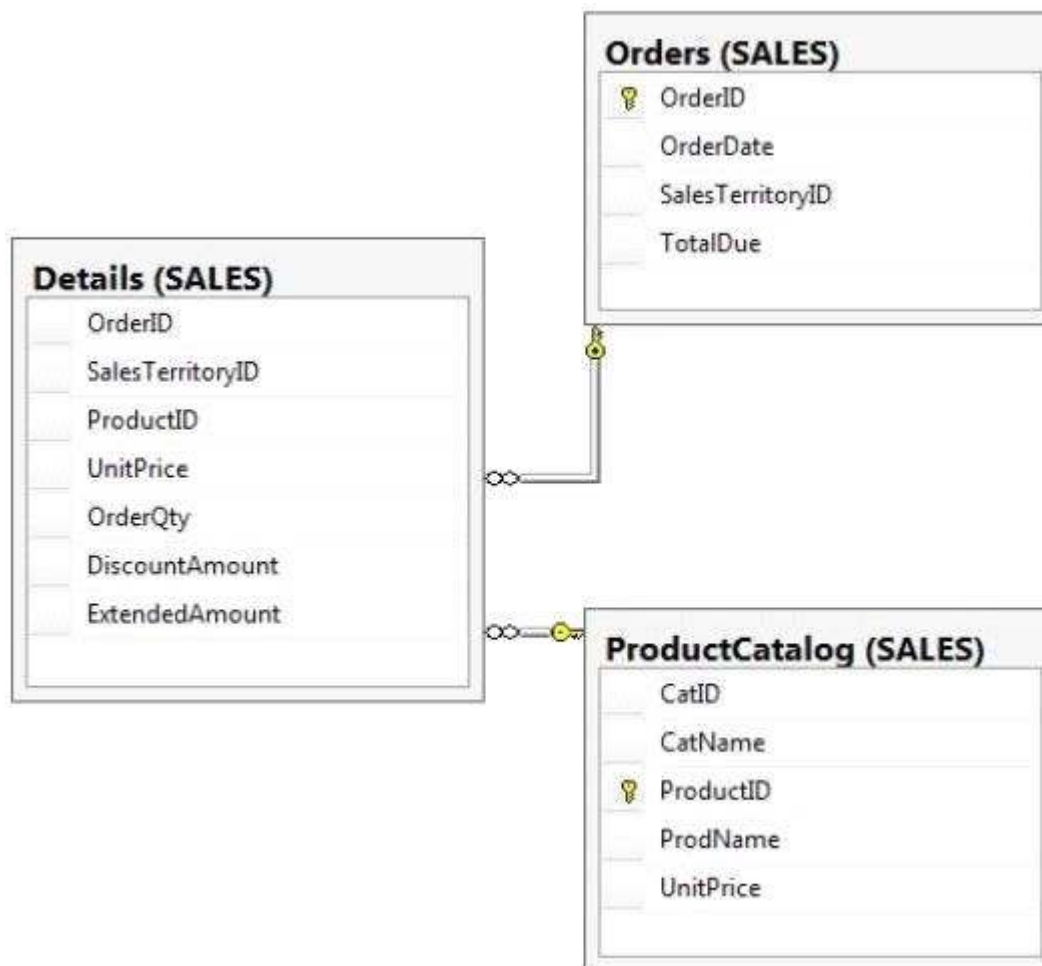 Orders (SALES)
OrderID
OrderDate
SalesTerritoryID
TotalDue
Details (SALES)
OrderID
SalesTerritoryID
ProductID
UnitPrice
OrderQty
DiscountAmount
ExtendedAmount
ProductCatalog (SALES)
CatID
CatName
ProductID
ProdName
UnitPrice